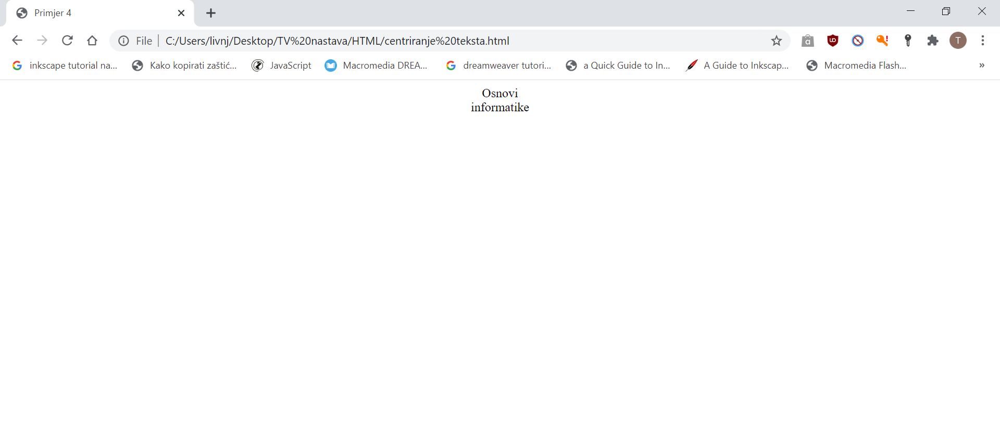 Primjer 4
File
C:/Users/livnj/Desktop/TV%20nastava/HTML/centriranje%20teksta.html
T
inkscape tutorial na...
Kako kopirati zaštić...
JavaScript
Macromedia DREA...
dreamweaver tutori...
a Quick Guide to In...
A Guide to Inkscap...
Macromedia Flash...
»
Osnovi
informatike